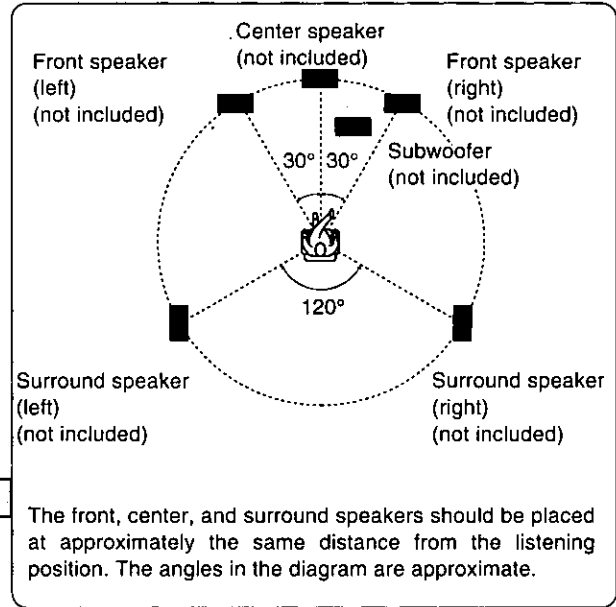 Center speaker
(not included)
Front speaker
(left)
(not included)
Front speaker
(right)
(not included)
30°
30°
Subwoofer
(not included)
120°
Surround speaker
(left)
(not included)
Surround speaker
(right)
(not included)
The front, center, and surround speakers should be placed
at approximately the same distance from the listening
position. The angles in the diagram are approximate.